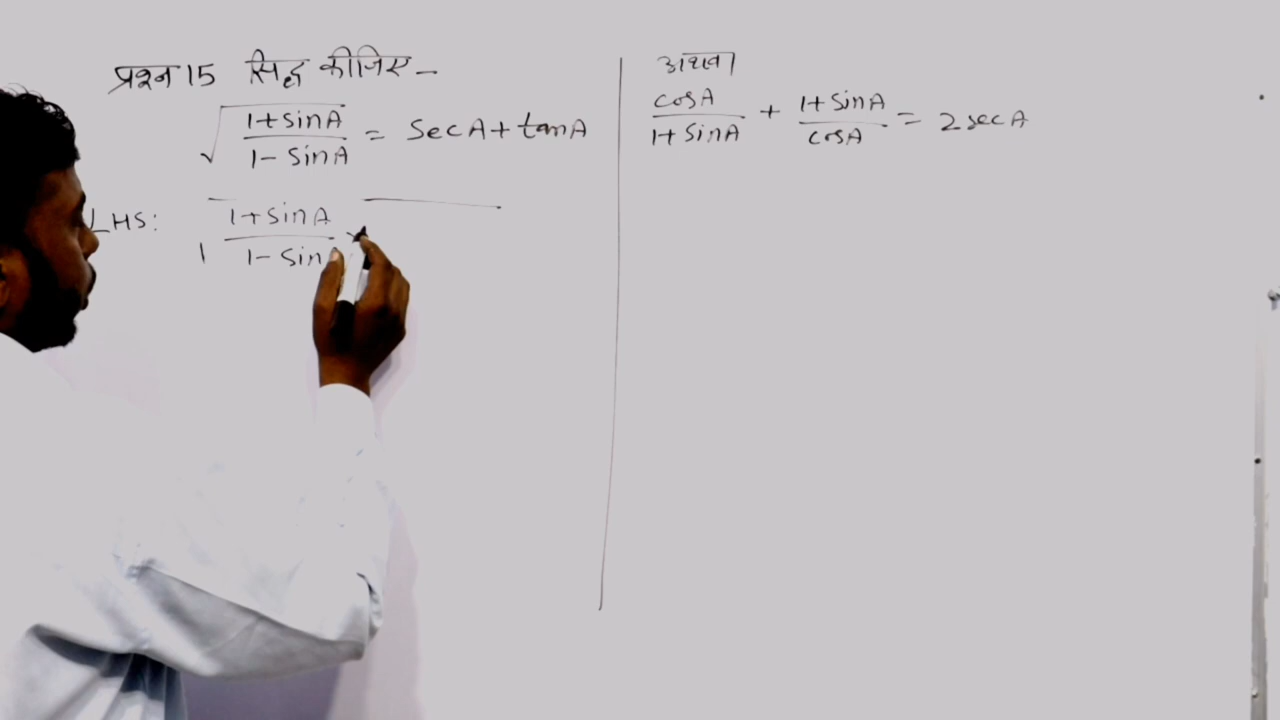 प्रश्न 15 सिद्ध कीजिए -
√(1+sinA / 1-sinA) = secA + tanA
LHS: 1+sinA / 1-sin ×
अथवा
cosA / 1+sinA + 1+sinA / cosA = 2secA